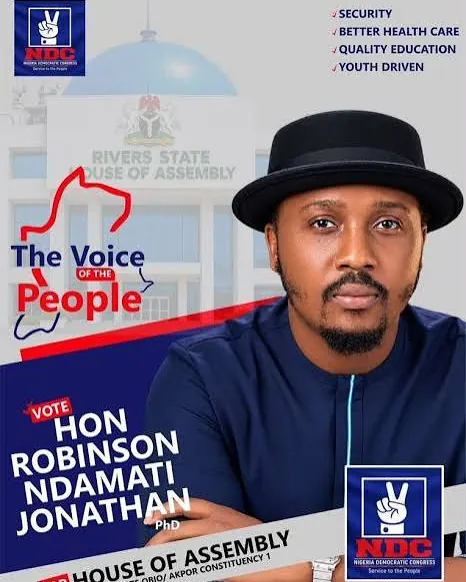 NDC
NIGERIA DEMOCRATIC CONGRESS
Service to the People
SECURITY
BETTER HEALTH CARE
QUALITY EDUCATION
YOUTH DRIVEN
RIVERS STATE
HOUSE OF ASSEMBLY
The Voice
OF THE
People
VOTE
HON
ROBINSON
NDAMATI
JONATHAN
PhD
HOUSE OF ASSEMBLY
OBIO/ AKPOR CONSTITUENCY 1
NDC
NIGERIA DEMOCRATIC CONGRESS
Service to the People